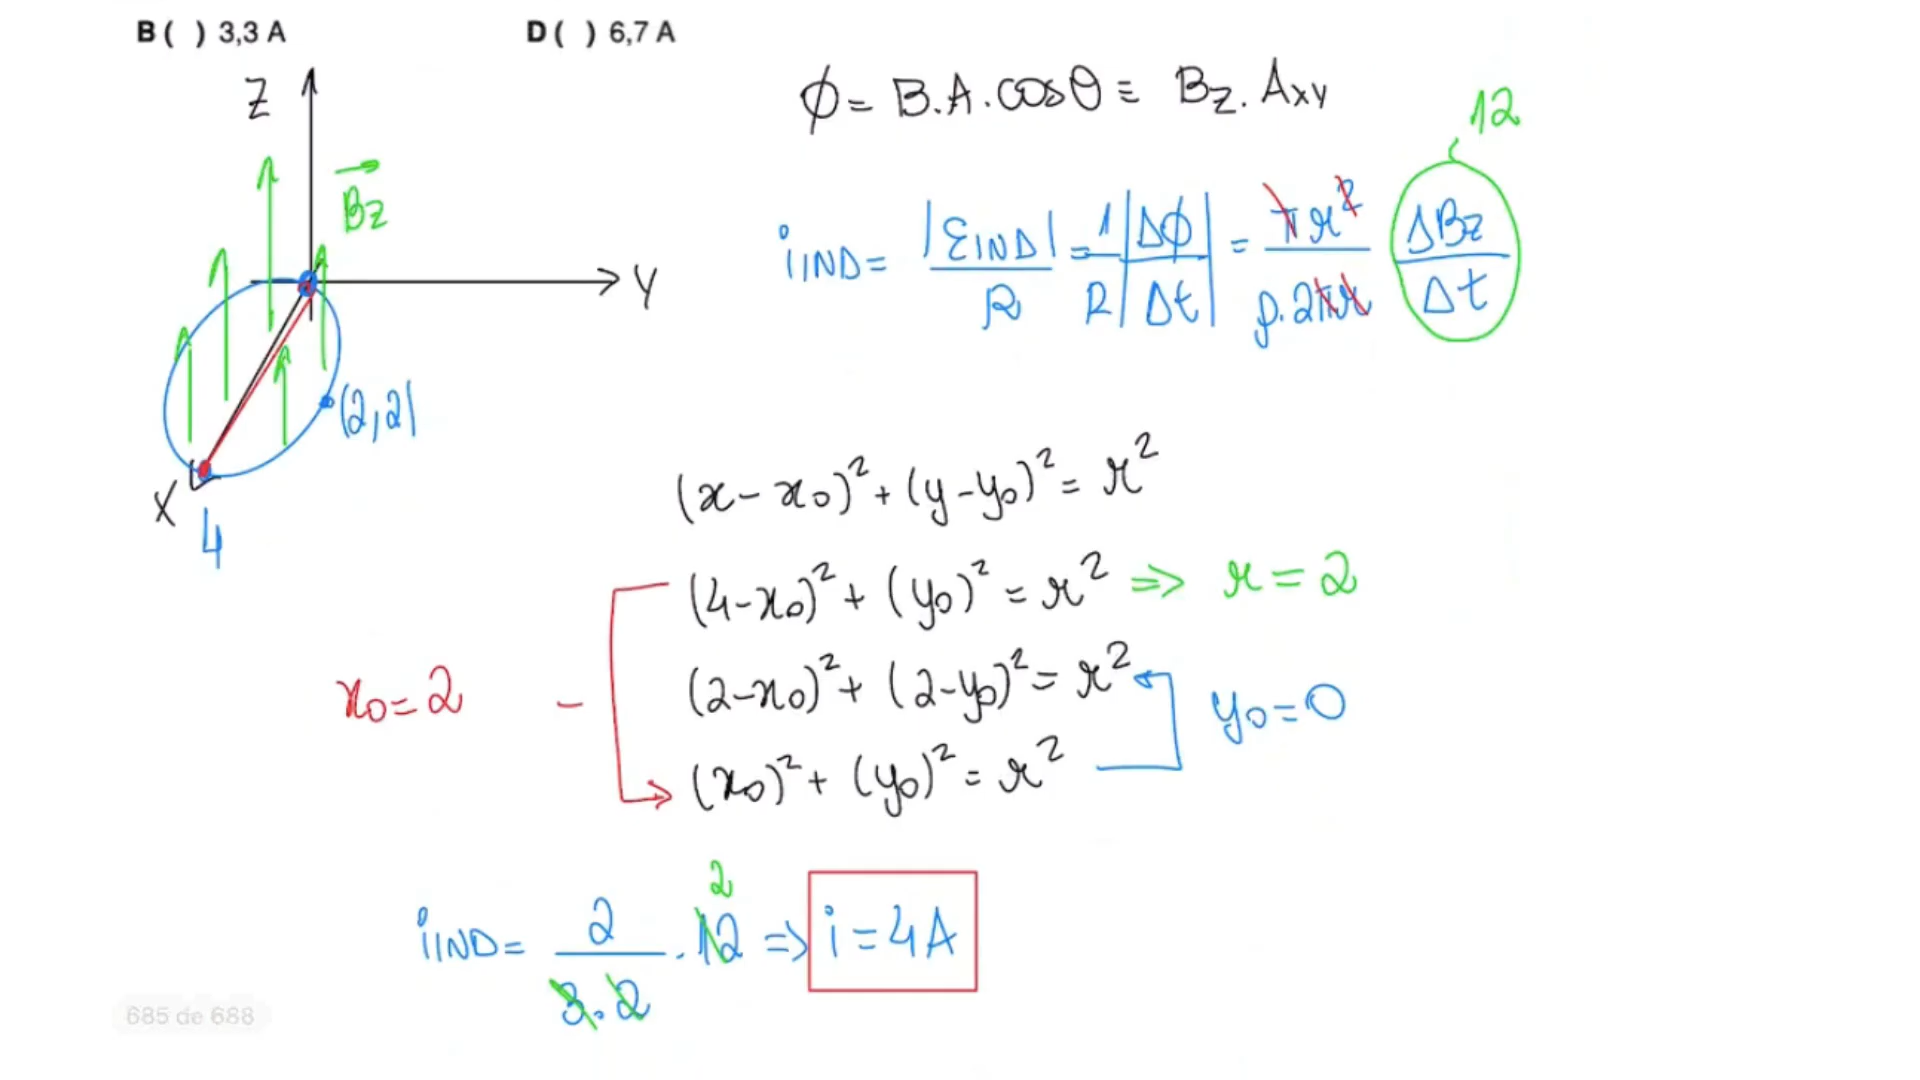 B ( ) 3,3 A D ( ) 6,7 A
Z
ϕ = B.A.cosθ = Bz.Axy
12
Bz
iIND = |εIND|/R = 1/R |Δϕ/Δt| = πr²/ρ.2πr ΔBz/Δt
Y
(2,2)
X
4
(x-x0)² + (y-y0)² = r²
(4-x0)² + (y0)² = r² => r = 2
x0 = 2 - (2-x0)² + (2-y0)² = r² y0 = 0
(x0)² + (y0)² = r²
2
iIND = 2/3.2 . 12 => i = 4A
685 de 688